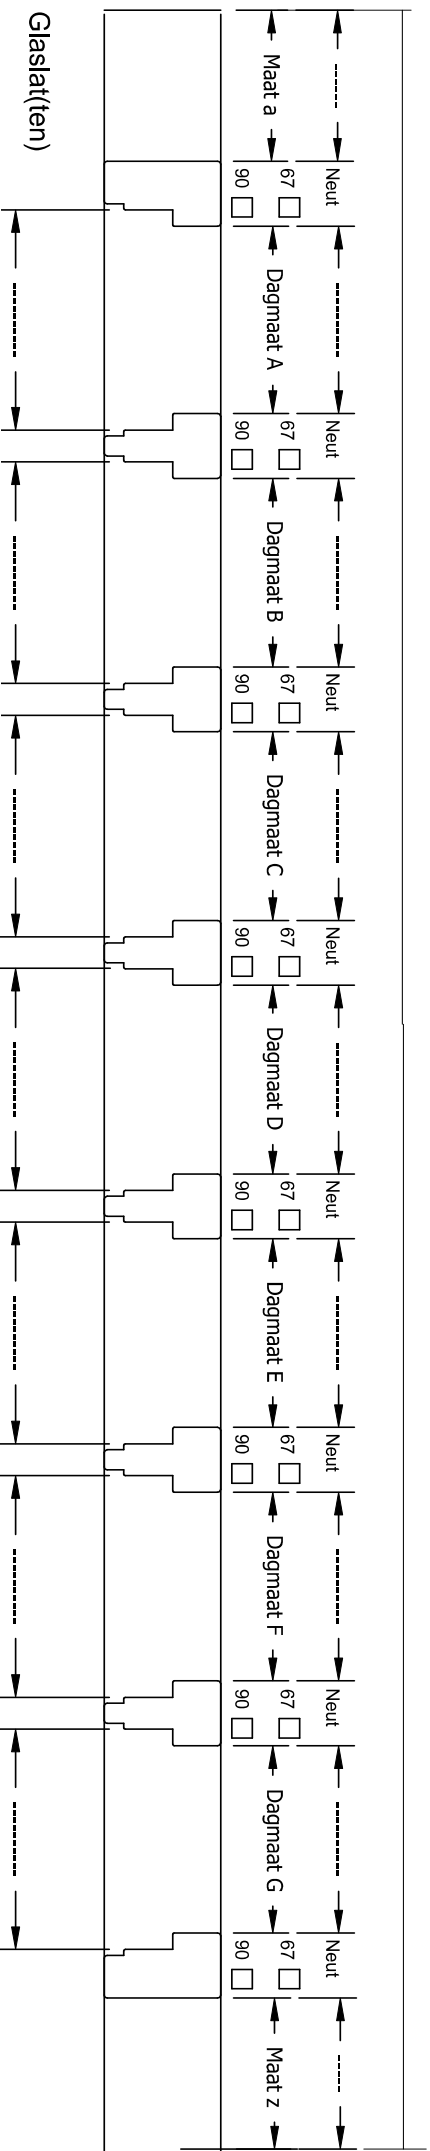 Neut
67
90
Neut
67
90
Neut
67
90
Neut
67
90
Neut
67
90
Neut
67
90
Neut
67
90
Neut
67
90
Maat a
Dagmaat A
Dagmaat B
Dagmaat C
Dagmaat D
Dagmaat E
Dagmaat F
Dagmaat G
Maat z
Glaslat(ten)